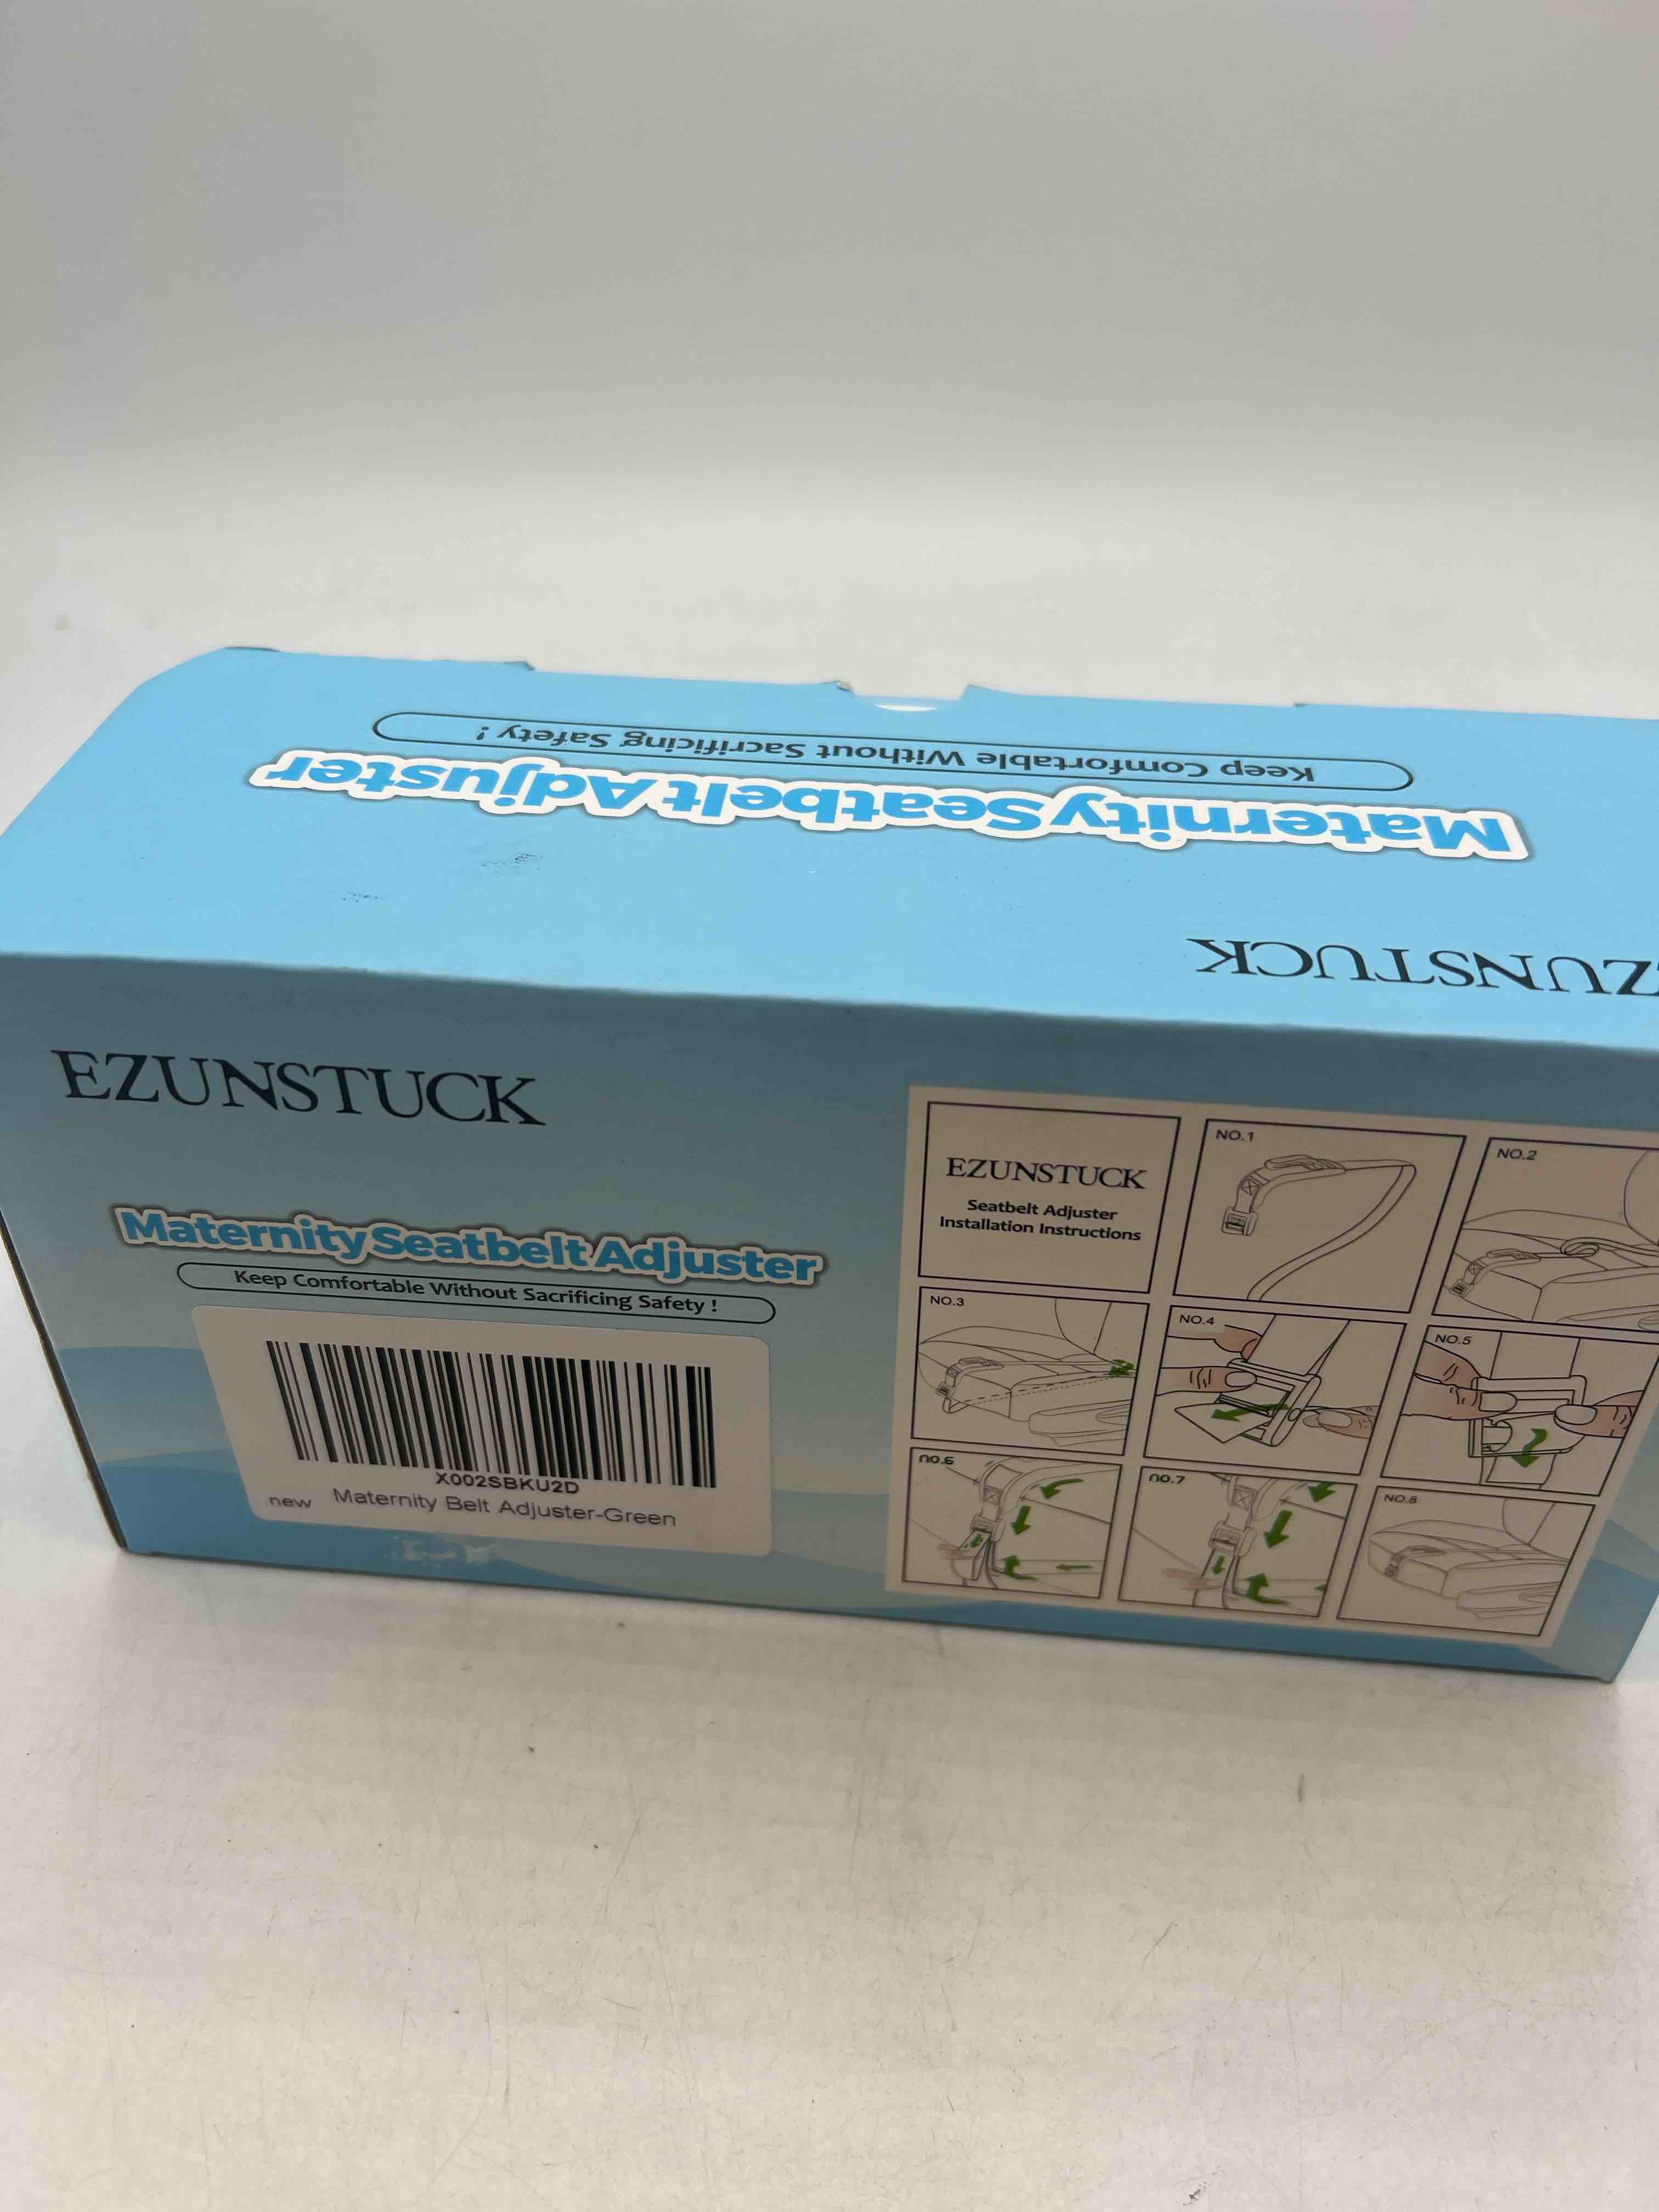 Keep Comfortable Without Sacrificing Safety !
Maternity Seatbelt Adjuster
EZUNSTUCK
EZUNSTUCK
Maternity Seatbelt Adjuster
Keep Comfortable Without Sacrificing Safety !
X002SBKU2D
new Maternity Belt Adjuster-Green
EZUNSTUCK
Seatbelt Adjuster
Installation Instructions
NO.1
NO.2
NO.3
NO.4
NO.5
no.6
no.7
NO.8